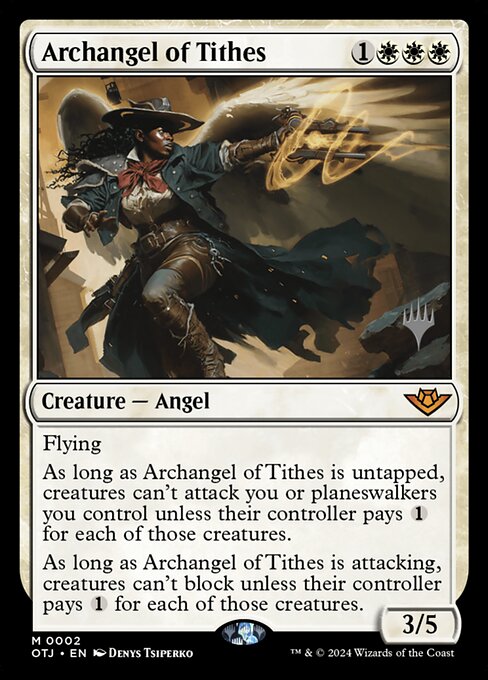 Archangel of Tithes 1
Creature — Angel
Flying
As long as Archangel of Tithes is untapped,
creatures can't attack you or planeswalkers
you control unless their controller pays 1
for each of those creatures.
As long as Archangel of Tithes is attacking,
creatures can't block unless their controller
pays 1 for each of those creatures.
3/5
M 0002
OTJ • EN Denys Tsiperko ™ & © 2024 Wizards of the Coast